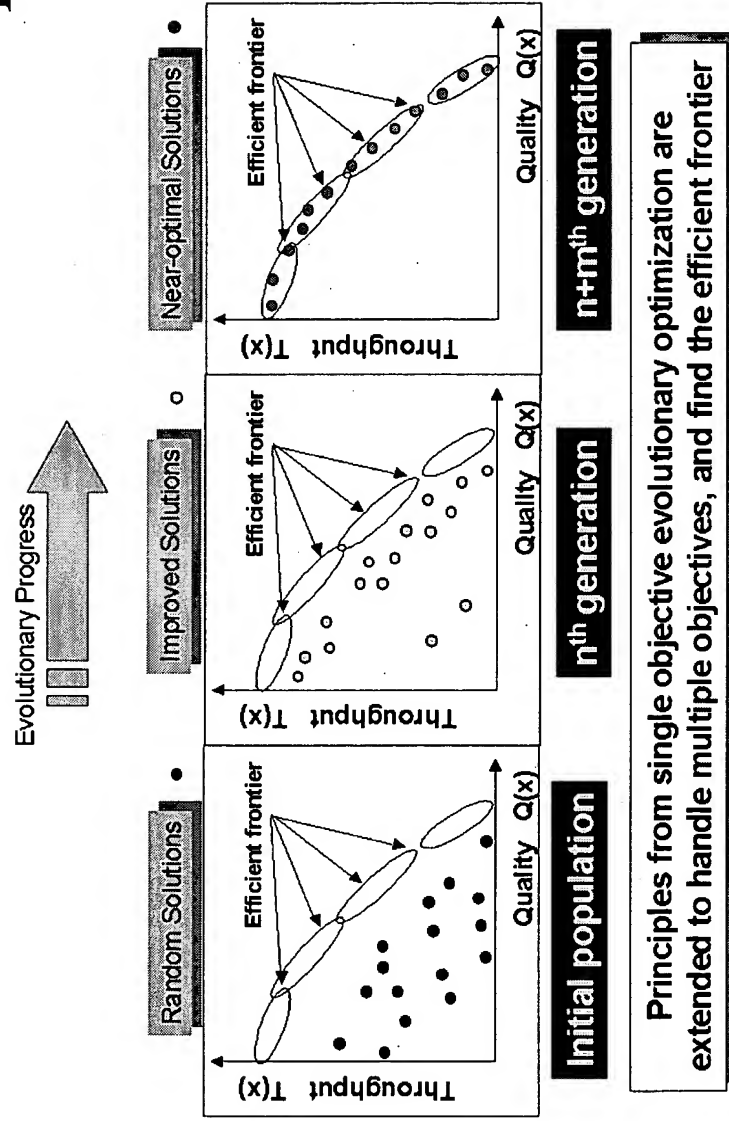 Evolutionary Progress
Random Solutions
Improved Solutions
Near-optimal Solutions
Efficient frontier
Throughput T(x)
Quality Q(x)
Efficient frontier
Throughput T(x)
Quality Q(x)
Efficient frontier
Throughput T(x)
Quality Q(x)
Initial population
nth generation
n+mth generation
Principles from single objective evolutionary optimization are
extended to handle multiple objectives, and find the efficient frontier